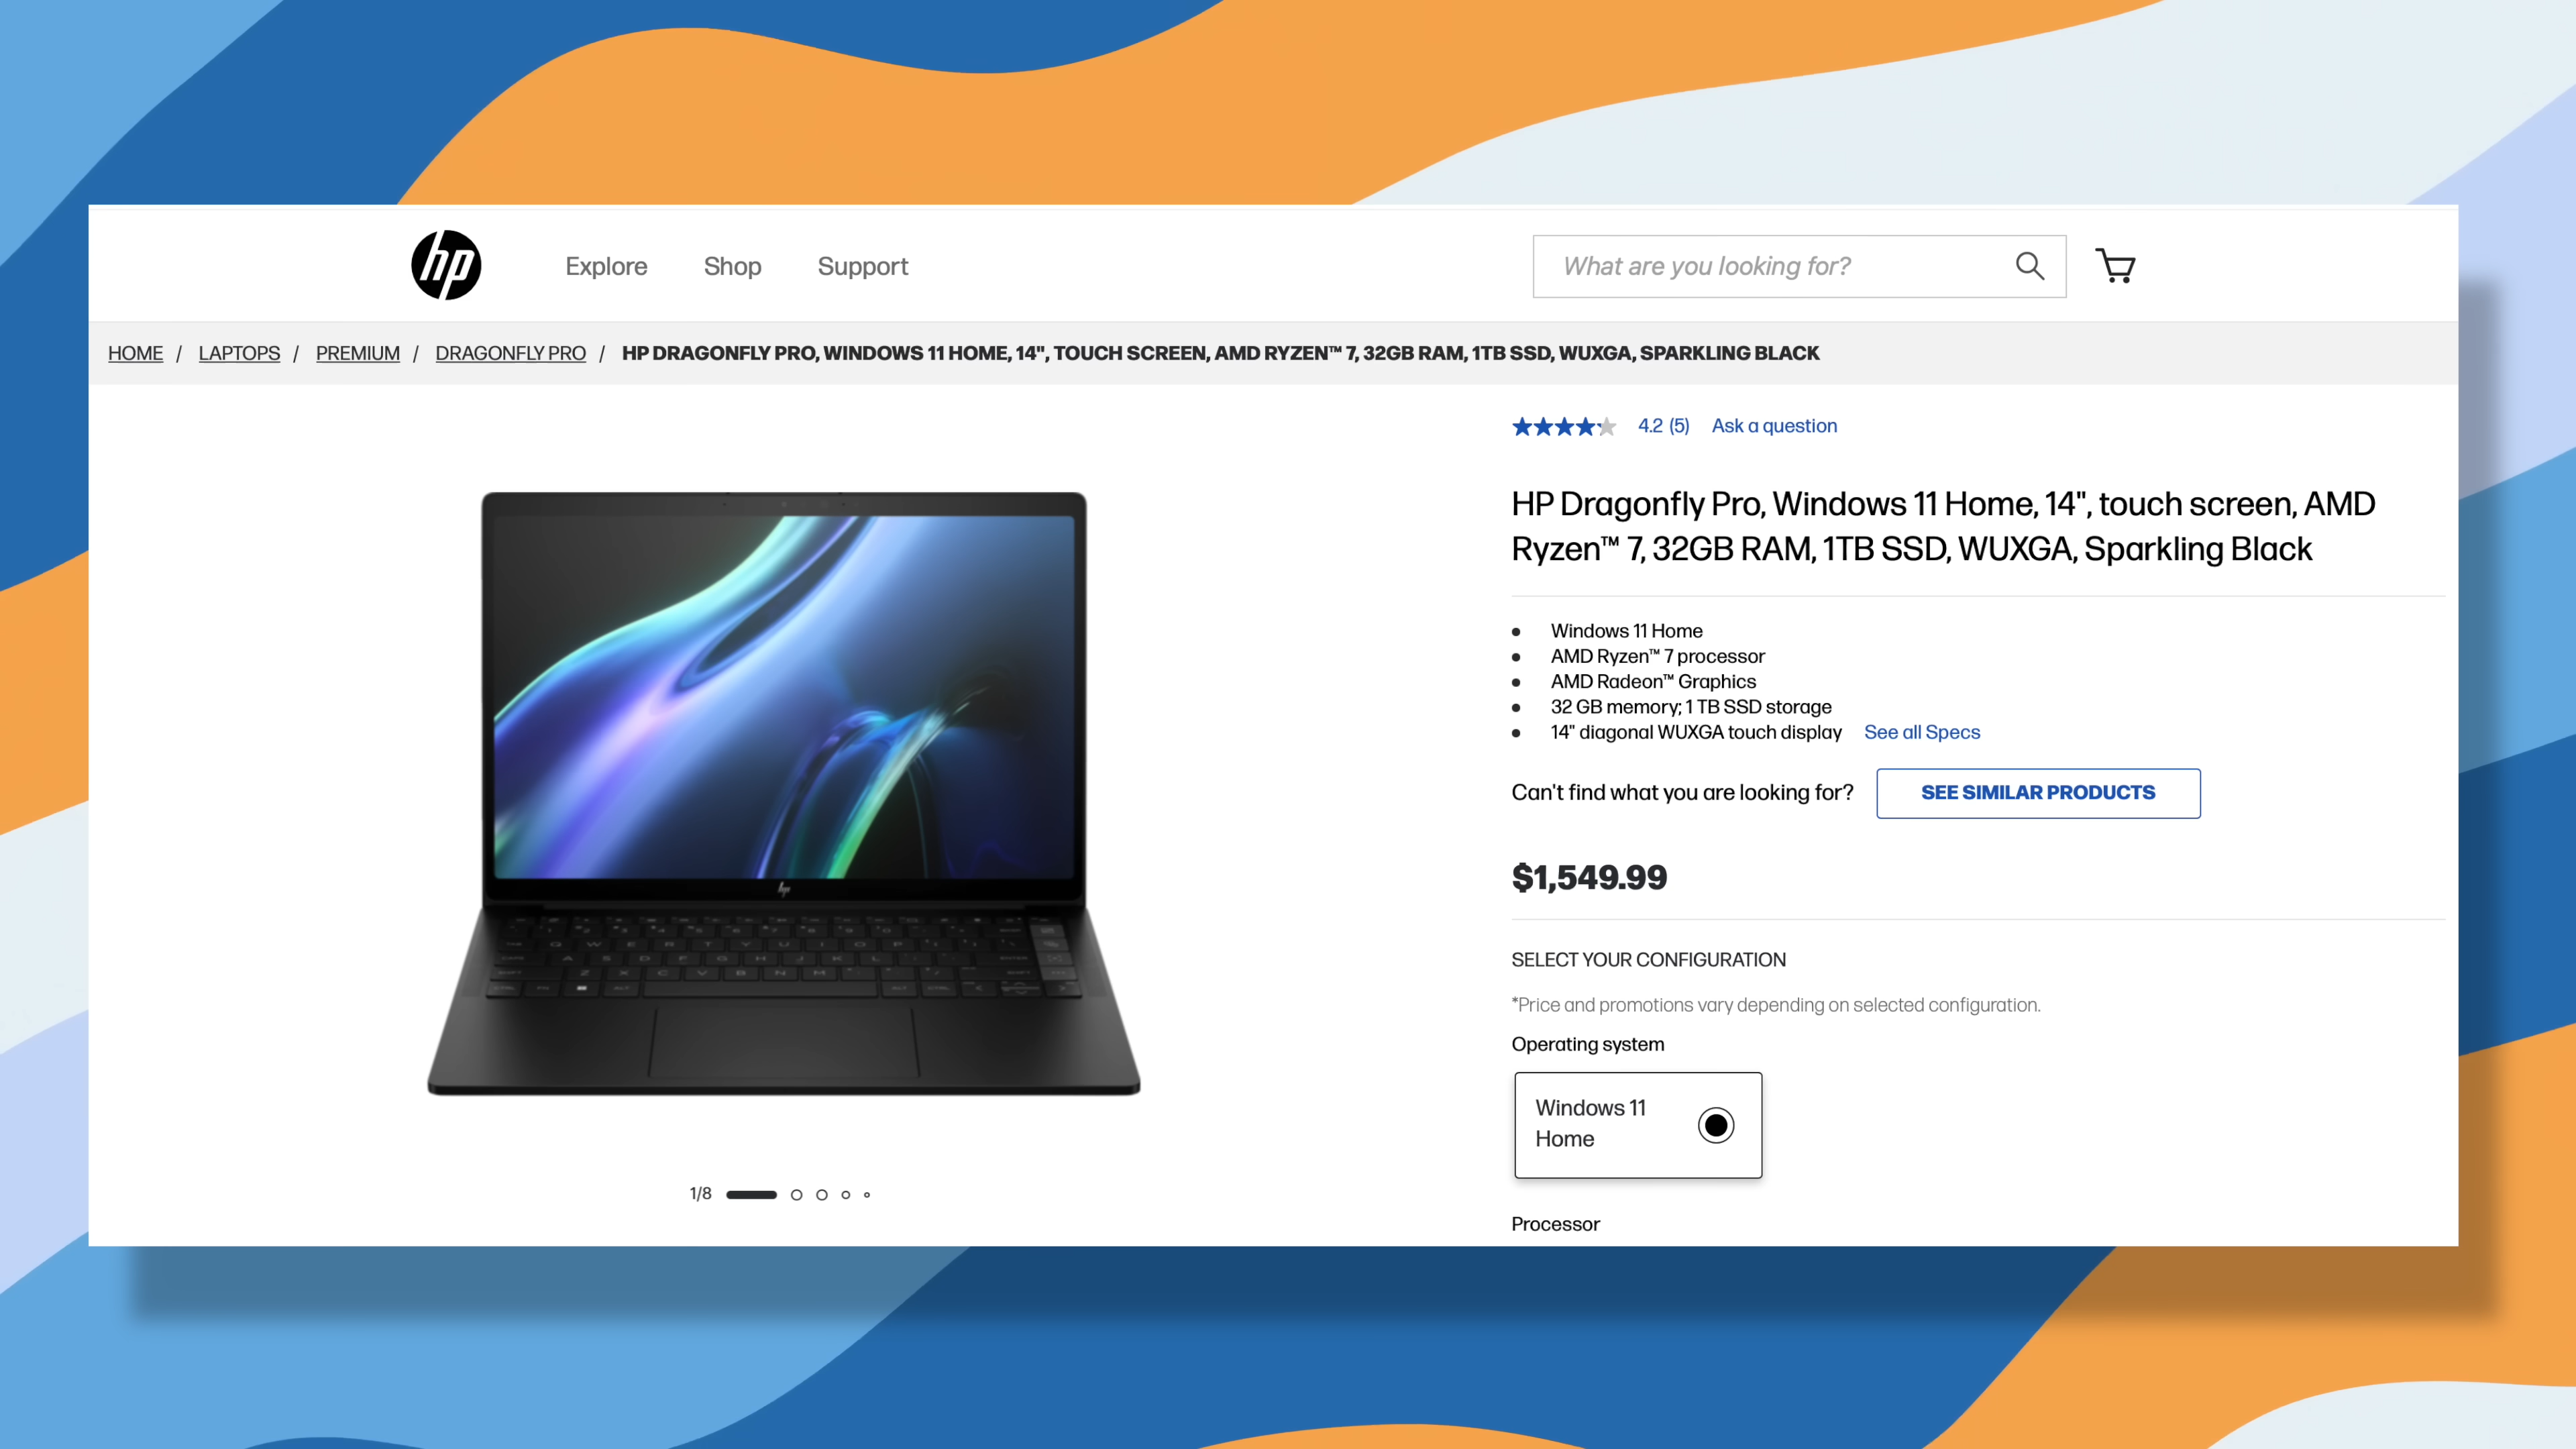 hp
Explore
Shop
Support
What are you looking for?
HOME / LAPTOPS / PREMIUM / DRAGONFLY PRO / HP DRAGONFLY PRO, WINDOWS 11 HOME, 14", TOUCH SCREEN, AMD RYZEN™ 7, 32GB RAM, 1TB SSD, WUXGA, SPARKLING BLACK
4.2 (5) Ask a question
HP Dragonfly Pro, Windows 11 Home, 14", touch screen, AMD
Ryzen™ 7, 32GB RAM, 1TB SSD, WUXGA, Sparkling Black
• Windows 11 Home
• AMD Ryzen™ 7 processor
• AMD Radeon™ Graphics
• 32 GB memory; 1 TB SSD storage
• 14" diagonal WUXGA touch display See all Specs
Can't find what you are looking for? SEE SIMILAR PRODUCTS
$1,549.99
SELECT YOUR CONFIGURATION
*Price and promotions vary depending on selected configuration.
Operating system
Windows 11
Home
Processor
hp
Q W E R T Y U I O P
A S D F G H J K L
Z X C V B N M
1/8